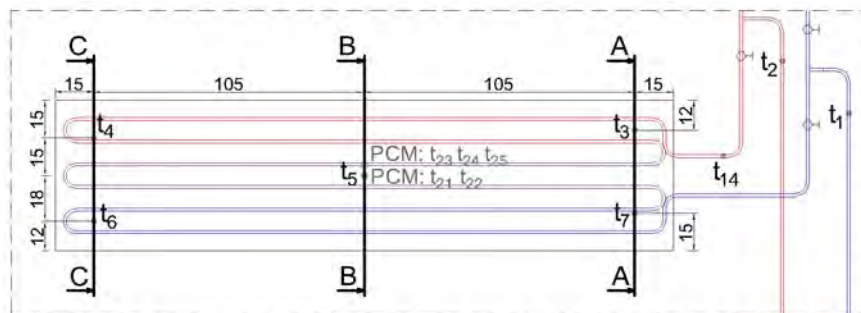 C B A
15 105 105 15
t₂
t₁
15 15 18 12
12
t₄ t₃
PCM: t₂₃ t₂₄ t₂₅
t₁₄
t₅ PCM: t₂₁ t₂₂
t₆ t₇
15
C B A